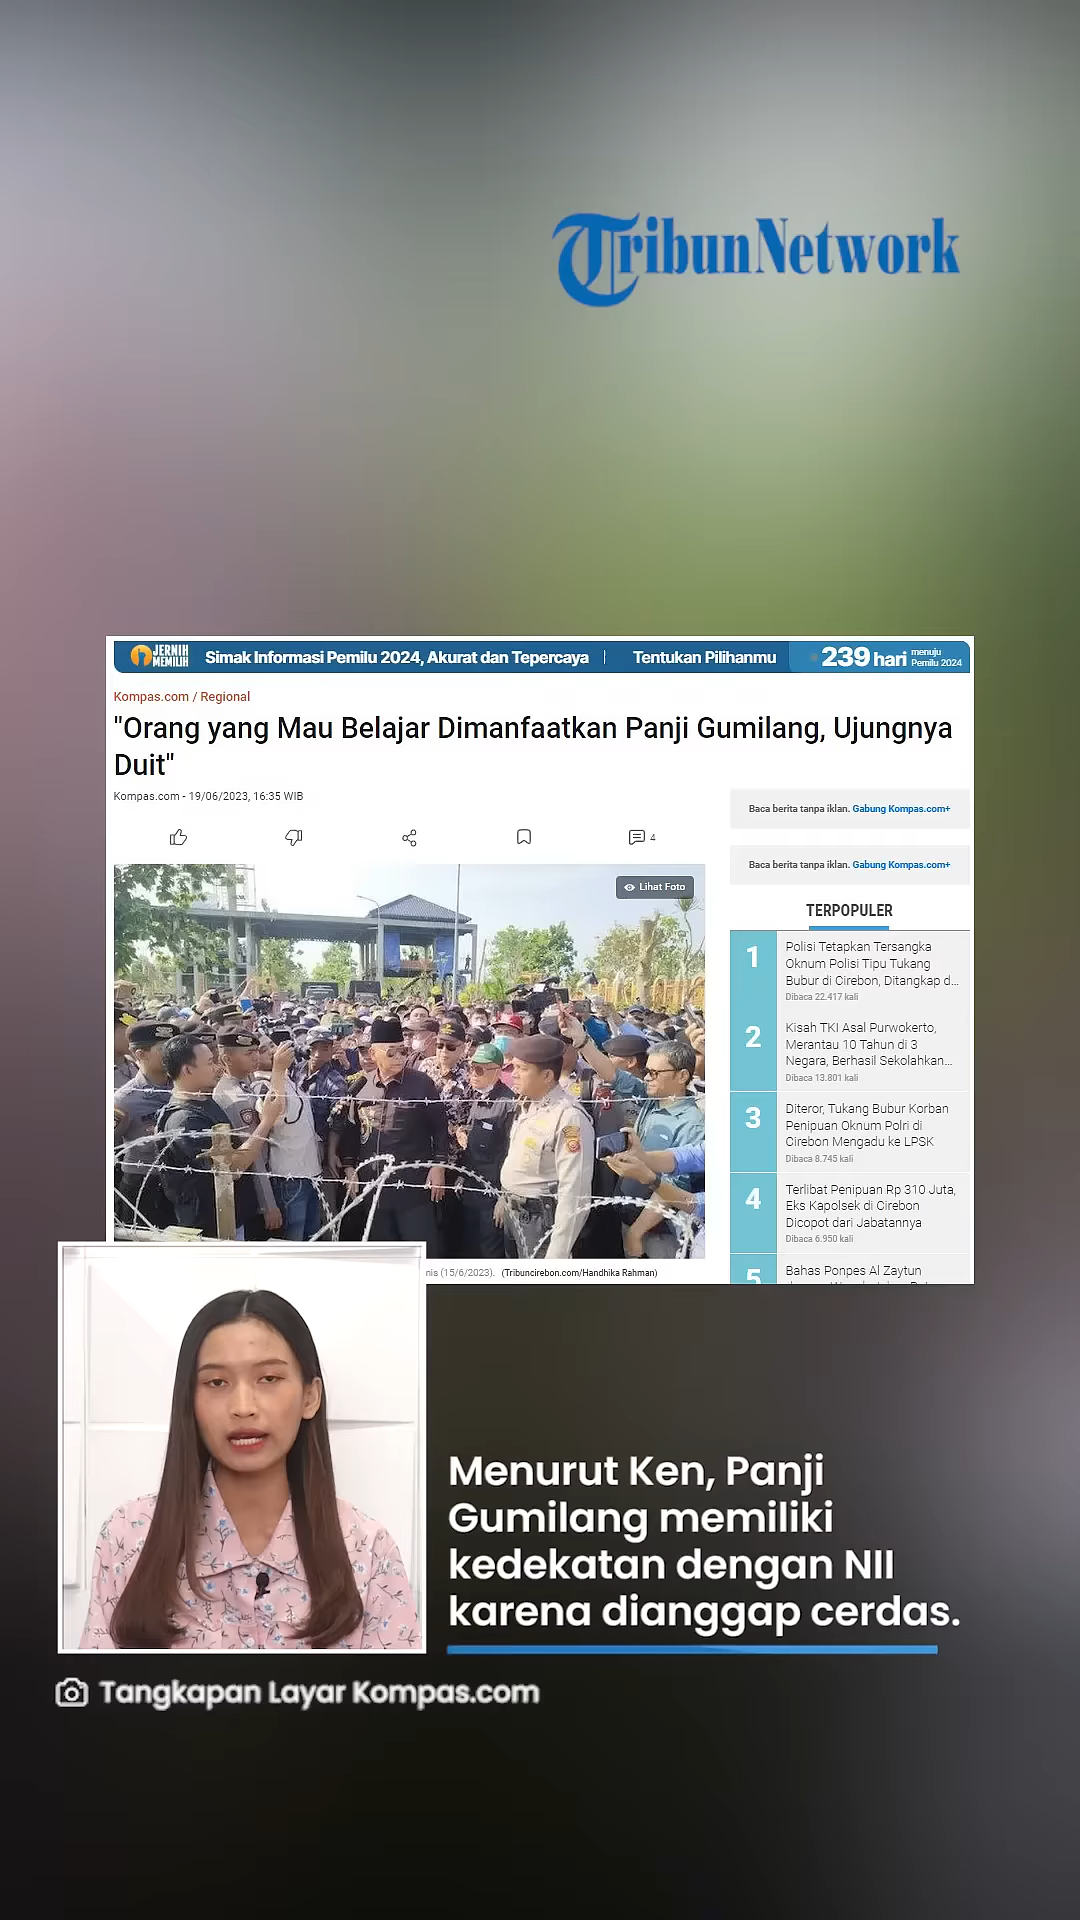 TribunNetwork
JERNIH
MEMILIH
Simak Informasi Pemilu 2024, Akurat dan Tepercaya | Tentukan Pilihanmu
239 hari
menuju
Pemilu 2024
Kompas.com / Regional
"Orang yang Mau Belajar Dimanfaatkan Panji Gumilang, Ujungnya
Duit"
Kompas.com - 19/06/2023, 16:35 WIB
4
Lihat Foto
nis (15/6/2023). (Tribuncirebon.com/Handhika Rahman)
Baca berita tanpa iklan. Gabung Kompas.com+
Baca berita tanpa iklan. Gabung Kompas.com+
TERPOPULER
1
Polisi Tetapkan Tersangka
Oknum Polisi Tipu Tukang
Bubur di Cirebon, Ditangkap d...
Dibaca 22.417 kali
2
Kisah TKI Asal Purwokerto,
Merantau 10 Tahun di 3
Negara, Berhasil Sekolahkan...
Dibaca 13.801 kali
3
Diteror, Tukang Bubur Korban
Penipuan Oknum Polri di
Cirebon Mengadu ke LPSK
Dibaca 8.745 kali
4
Terlibat Penipuan Rp 310 Juta,
Eks Kapolsek di Cirebon
Dicopot dari Jabatannya
Dibaca 6.950 kali
5
Bahas Ponpes Al Zaytun
Menurut Ken, Panji
Gumilang memiliki
kedekatan dengan NII
karena dianggap cerdas.
Tangkapan Layar Kompas.com